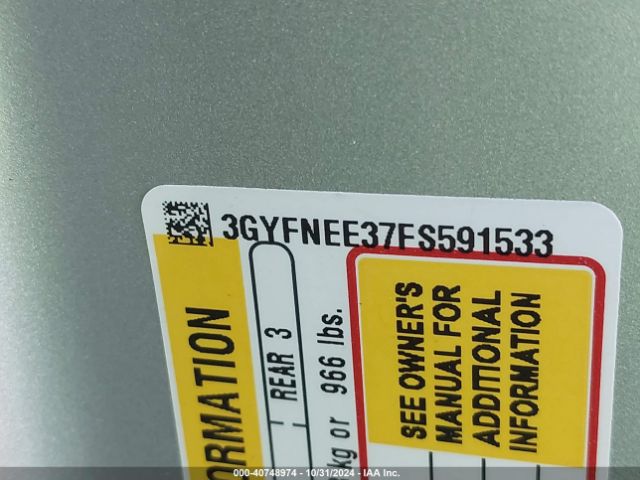 3GYFNEE37FS591533
ORMATION
REAR 3
kg or 966 lbs.
SEE OWNER'S
MANUAL FOR
ADDITIONAL
INFORMATION
000-40748974 - 10/31/2024 - IAA Inc.